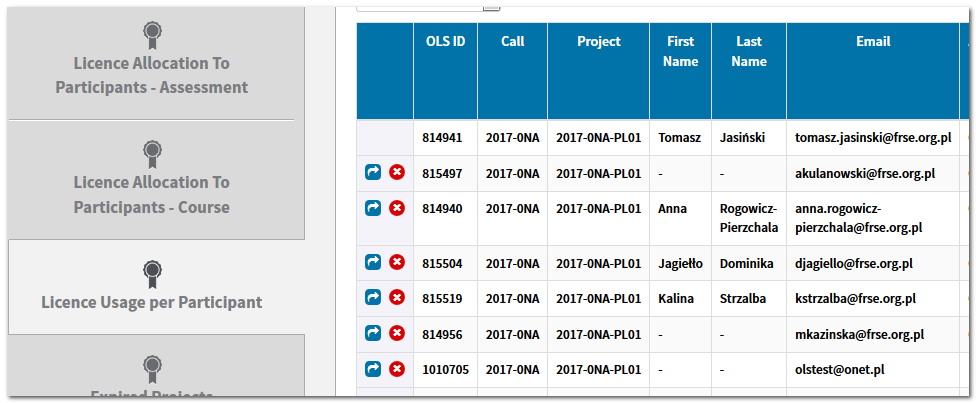 Licence Allocation To
Participants - Assessment
Licence Allocation To
Participants - Course
Licence Usage per Participant
Expired Projects
OLS ID Call Project First Name Last Name Email
814941 2017-0NA 2017-0NA-PL01 Tomasz Jasiński tomasz.jasinski@frse.org.pl
815497 2017-0NA 2017-0NA-PL01 - - akulanowski@frse.org.pl
814940 2017-0NA 2017-0NA-PL01 Anna Rogowicz-Pierzchala anna.rogowicz-pierzchala@frse.org.pl
815504 2017-0NA 2017-0NA-PL01 Jagiełło Dominika djagiello@frse.org.pl
815519 2017-0NA 2017-0NA-PL01 Kalina Strzalba kstrzalba@frse.org.pl
814956 2017-0NA 2017-0NA-PL01 - - mkazinska@frse.org.pl
1010705 2017-0NA 2017-0NA-PL01 - - olstest@onet.pl